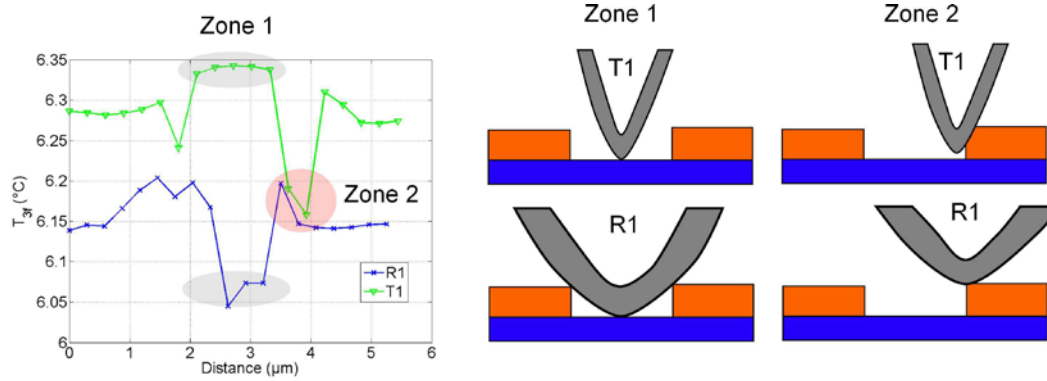 Zone 1
6.35
6.3
6.25
6.2
6.15
6.1
6.05
6
T3f (°C)
0
1
2
3
4
5
6
Distance (µm)
Zone 2
R1
T1
Zone 1
Zone 2
T1
T1
R1
R1